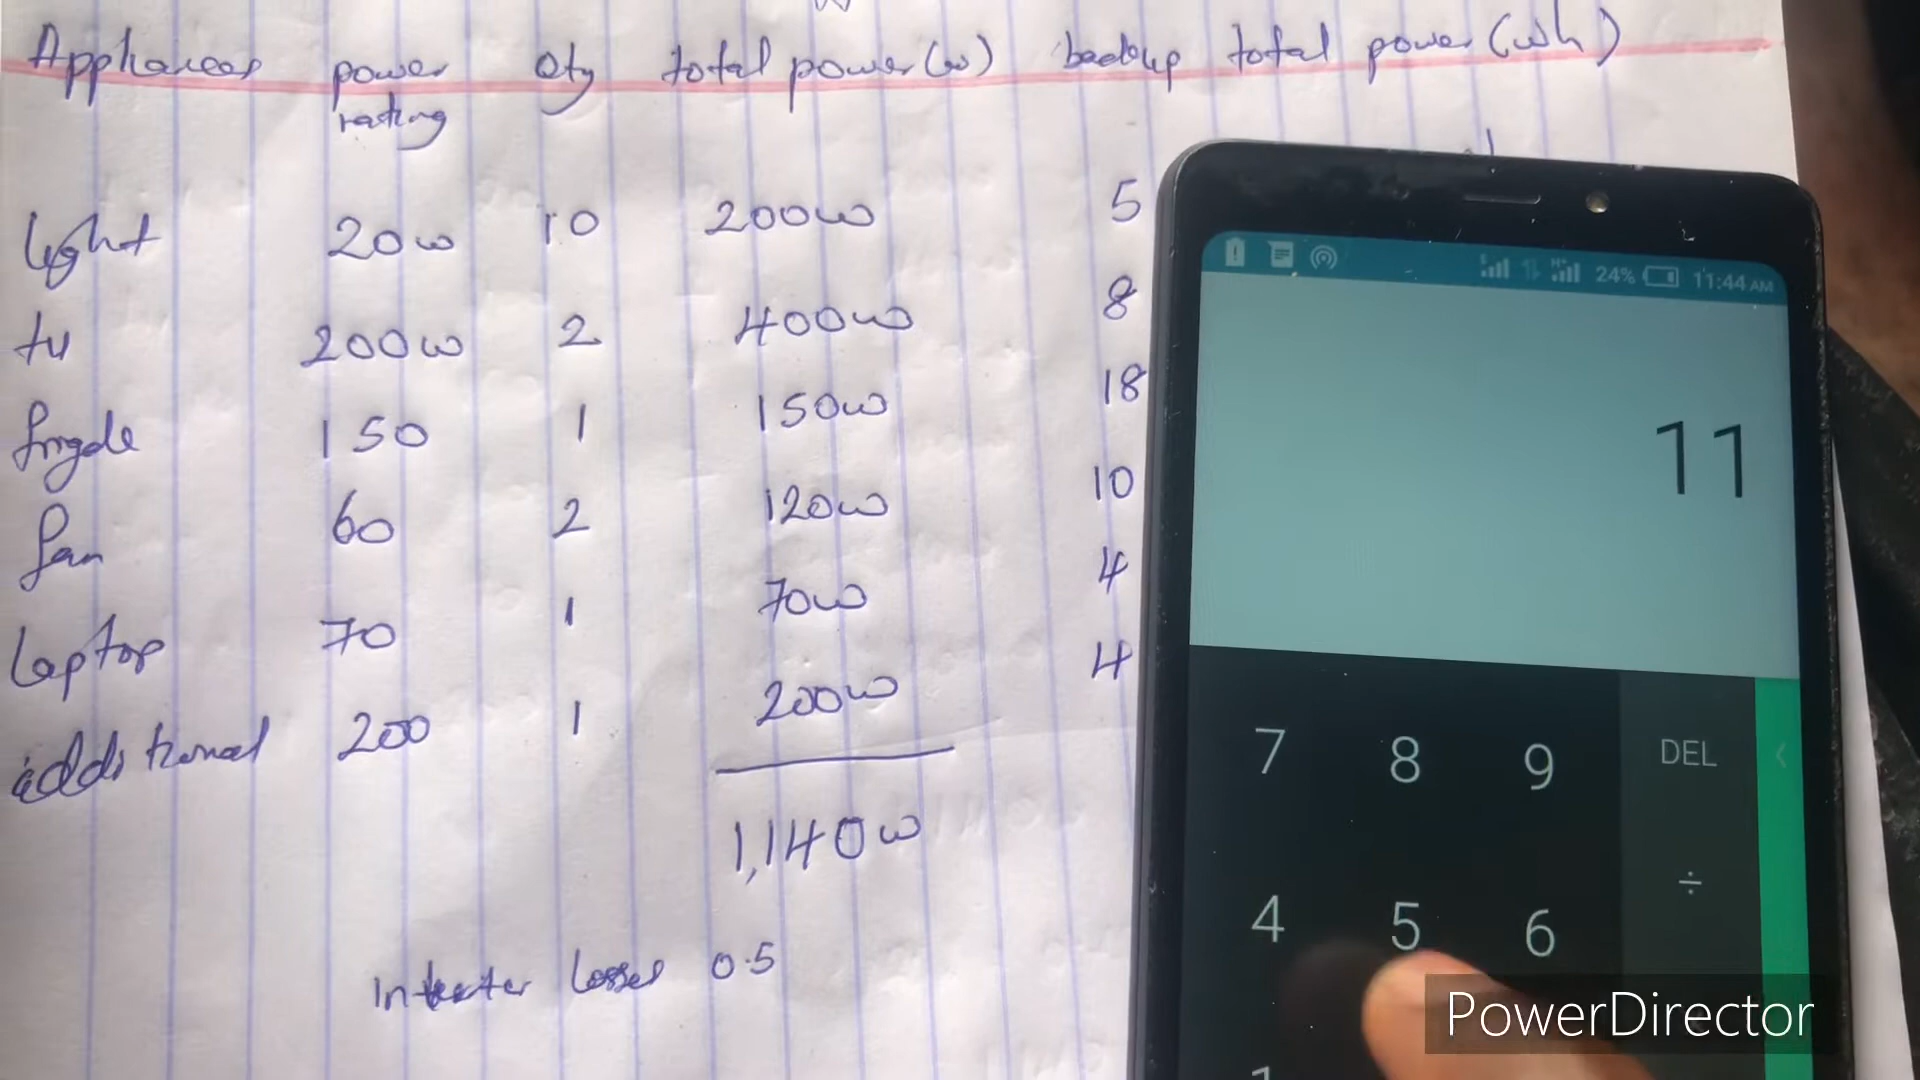 Appliances power rating Qty total power (w) backup total power (wh)
light 20w 10 200w 5
tv 200w 2 400w 8
fridge 150 1 150w 18
fan 60 2 120w 10
laptop 70 1 70w 4
additional 200 1 200w 4
1,140w
Inverter losses 0.5
24% 11:44 AM
11
7 8 9 DEL
4 5 6 ÷
1
PowerDirector